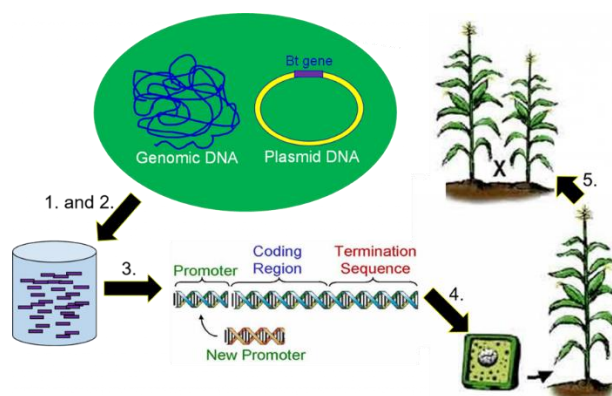 Bt gene
Genomic DNA
Plasmid DNA
1. and 2.
3.
Promoter
Coding
Region
Termination
Sequence
New Promoter
4.
5.
X